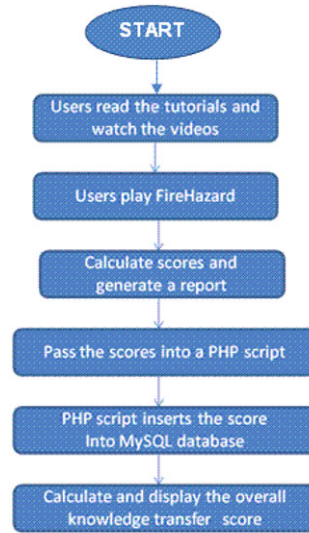 START
Users read the tutorials and
watch the videos
Users play FireHazard
Calculate scores and
generate a report
Pass the scores into a PHP script
PHP script inserts the score
Into MySQL database
Calculate and display the overall
knowledge transfer score